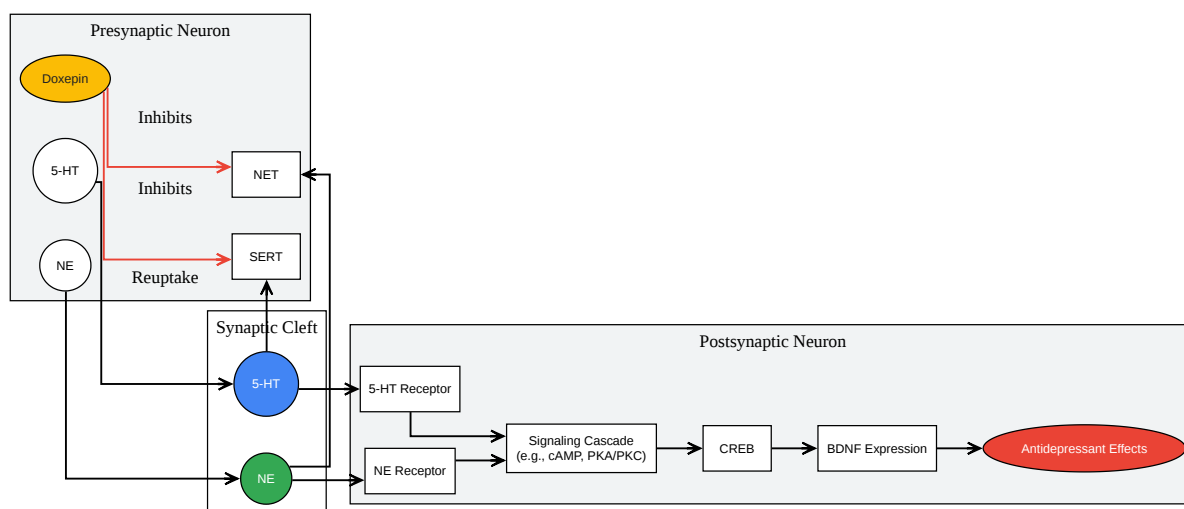 Presynaptic Neuron
Doxepin
Inhibits
5-HT
NET
Inhibits
NE
SERT
Reuptake
Synaptic Cleft
5-HT
NE
Postsynaptic Neuron
5-HT Receptor
NE Receptor
Signaling Cascade
(e.g., cAMP, PKA/PKC)
CREB
BDNF Expression
Antidepressant Effects